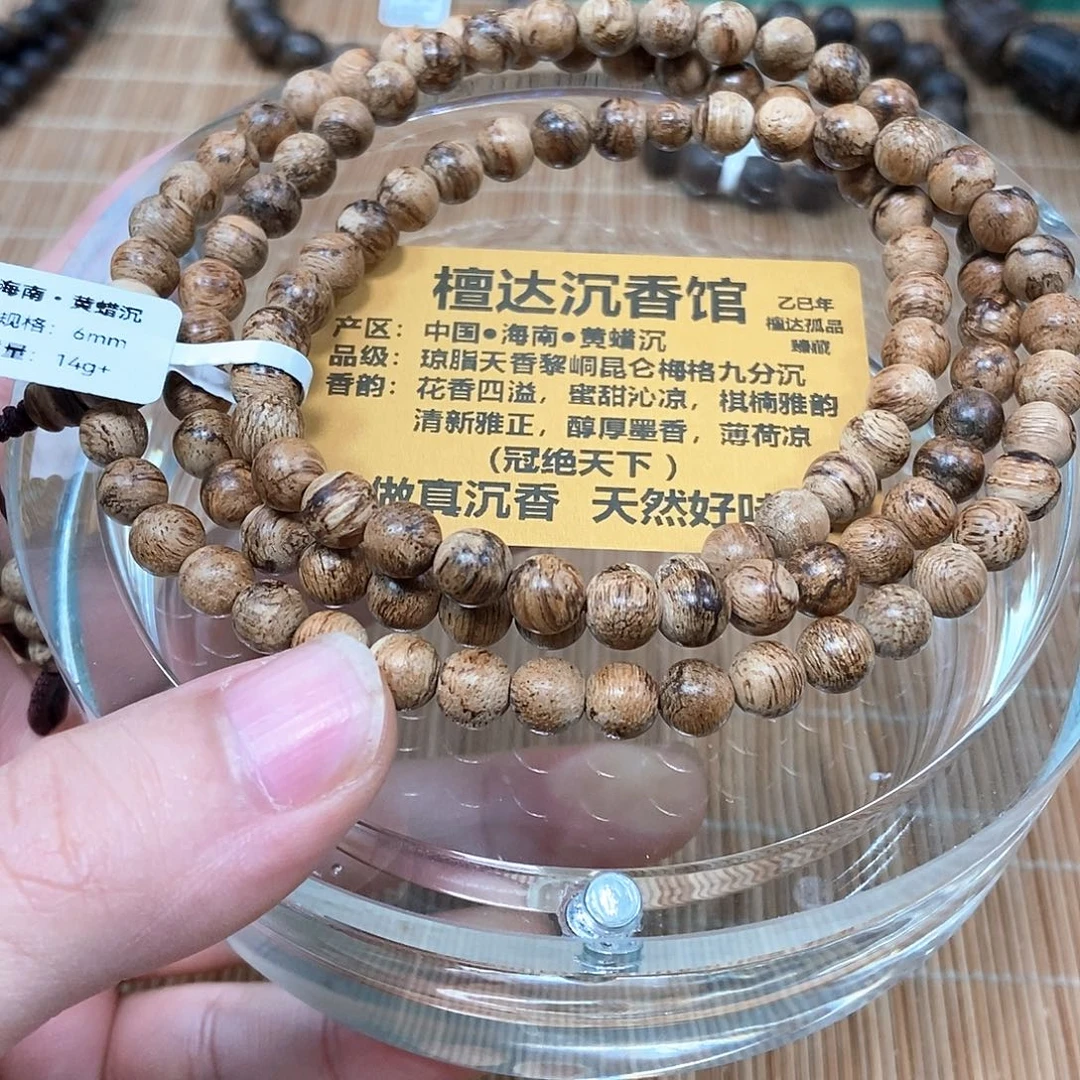 海南·黄蜡沉
规格：6mm
量：14g+
檀达沉香馆
乙巳年
檀达孤品
臻藏
产区：中国●海南●黄蜡沉
品级：琼脂天香黎峒昆仑梅格九分沉
香韵：花香四溢，蜜甜沁凉，棋楠雅韵
清新雅正，醇厚墨香，薄荷凉
(冠绝天下)
做真沉香 天然好味